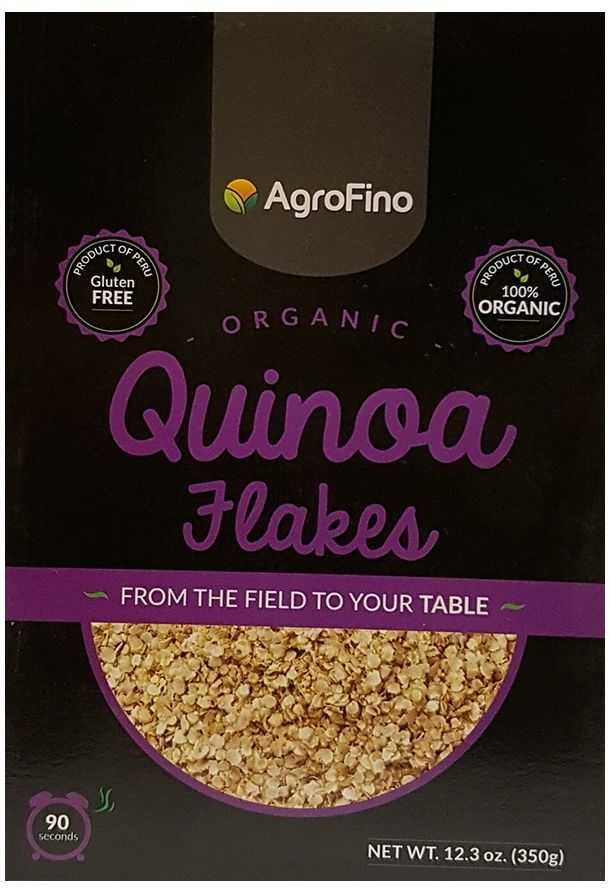 AgroFino
PRODUCT OF PERU
Gluten
FREE
PRODUCT OF PERU
100%
ORGANIC
ORGANIC
Quinoa
Flakes
FROM THE FIELD TO YOUR TABLE
90
seconds
NET WT. 12.3 oz. (350g)